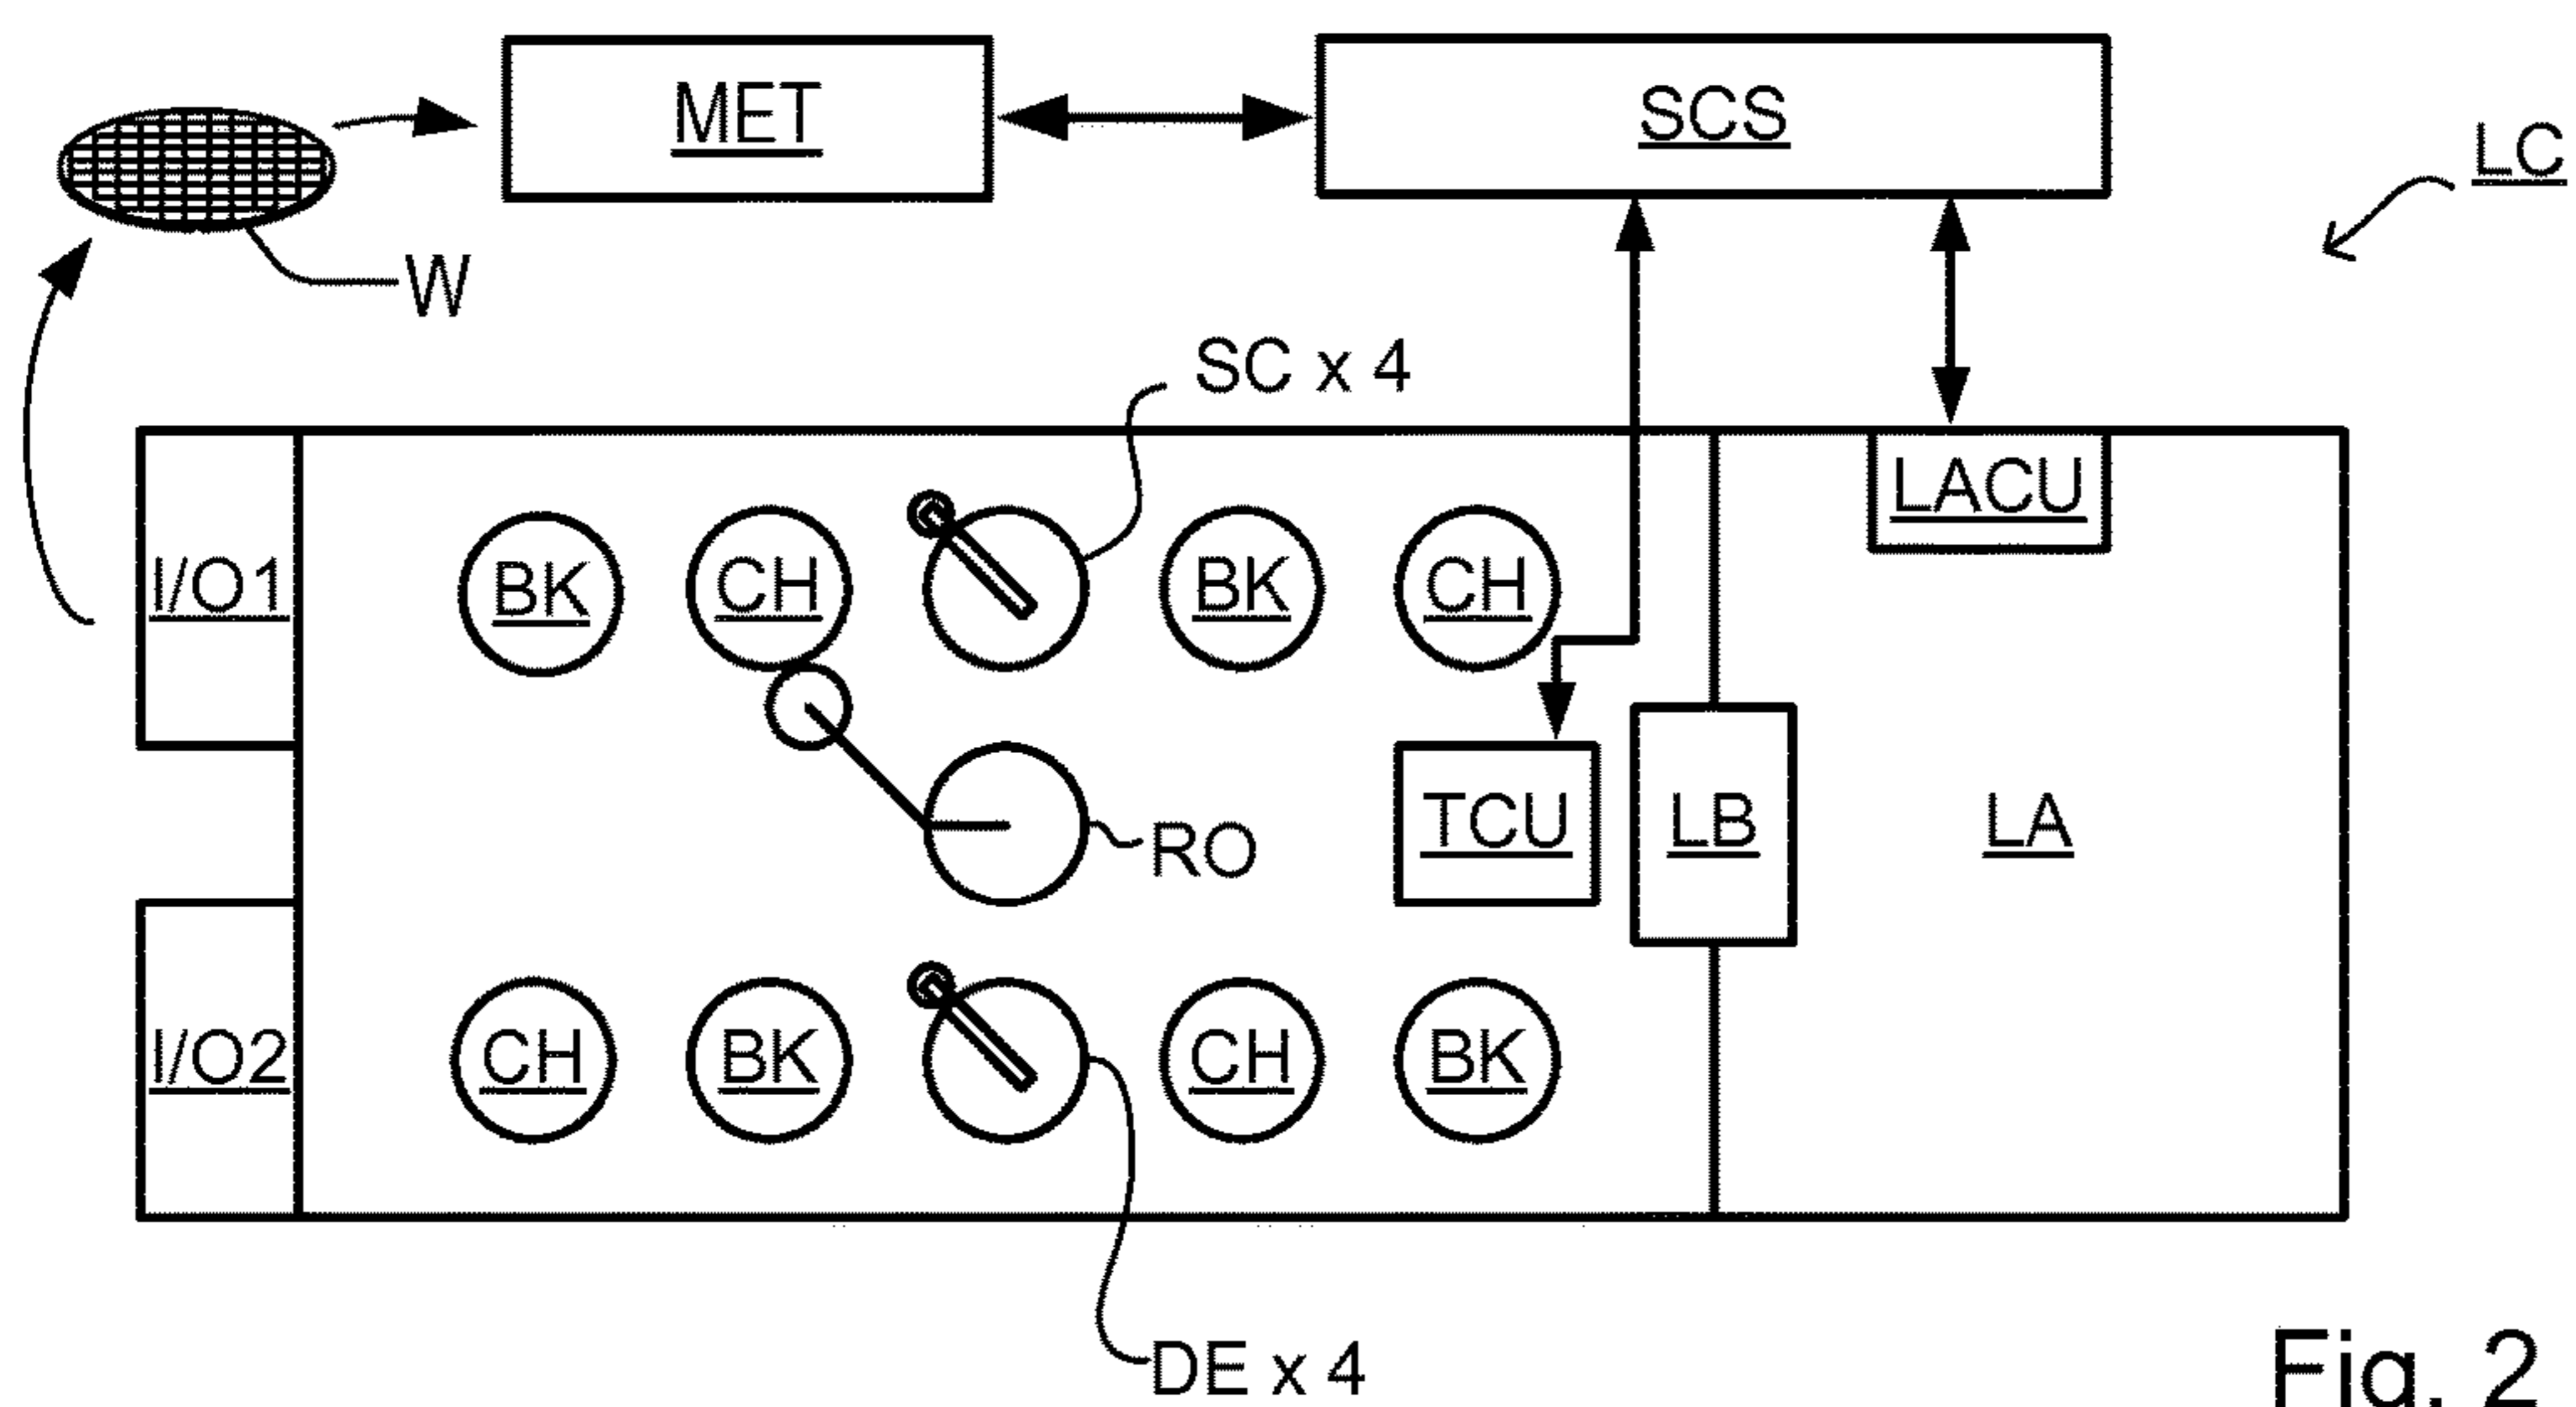 MET
SCS
LC
W
SC x 4
LACU
I/O1
BK
CH
BK
CH
RO
TCU
LB
LA
I/O2
CH
BK
CH
BK
DE x 4
Fig. 2